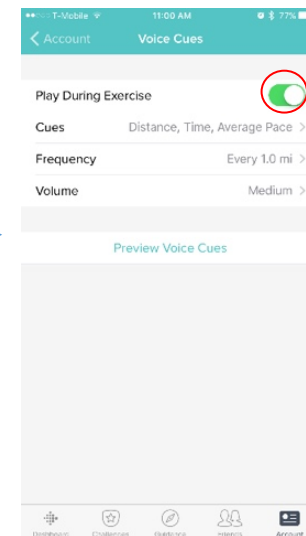 T-Mobile 11:00 AM 77%
Account Voice Cues
Play During Exercise
Cues Distance, Time, Average Pace >
Frequency Every 1.0 mi >
Volume Medium >
Preview Voice Cues
Dashboard Challenges Guidance Friends Account